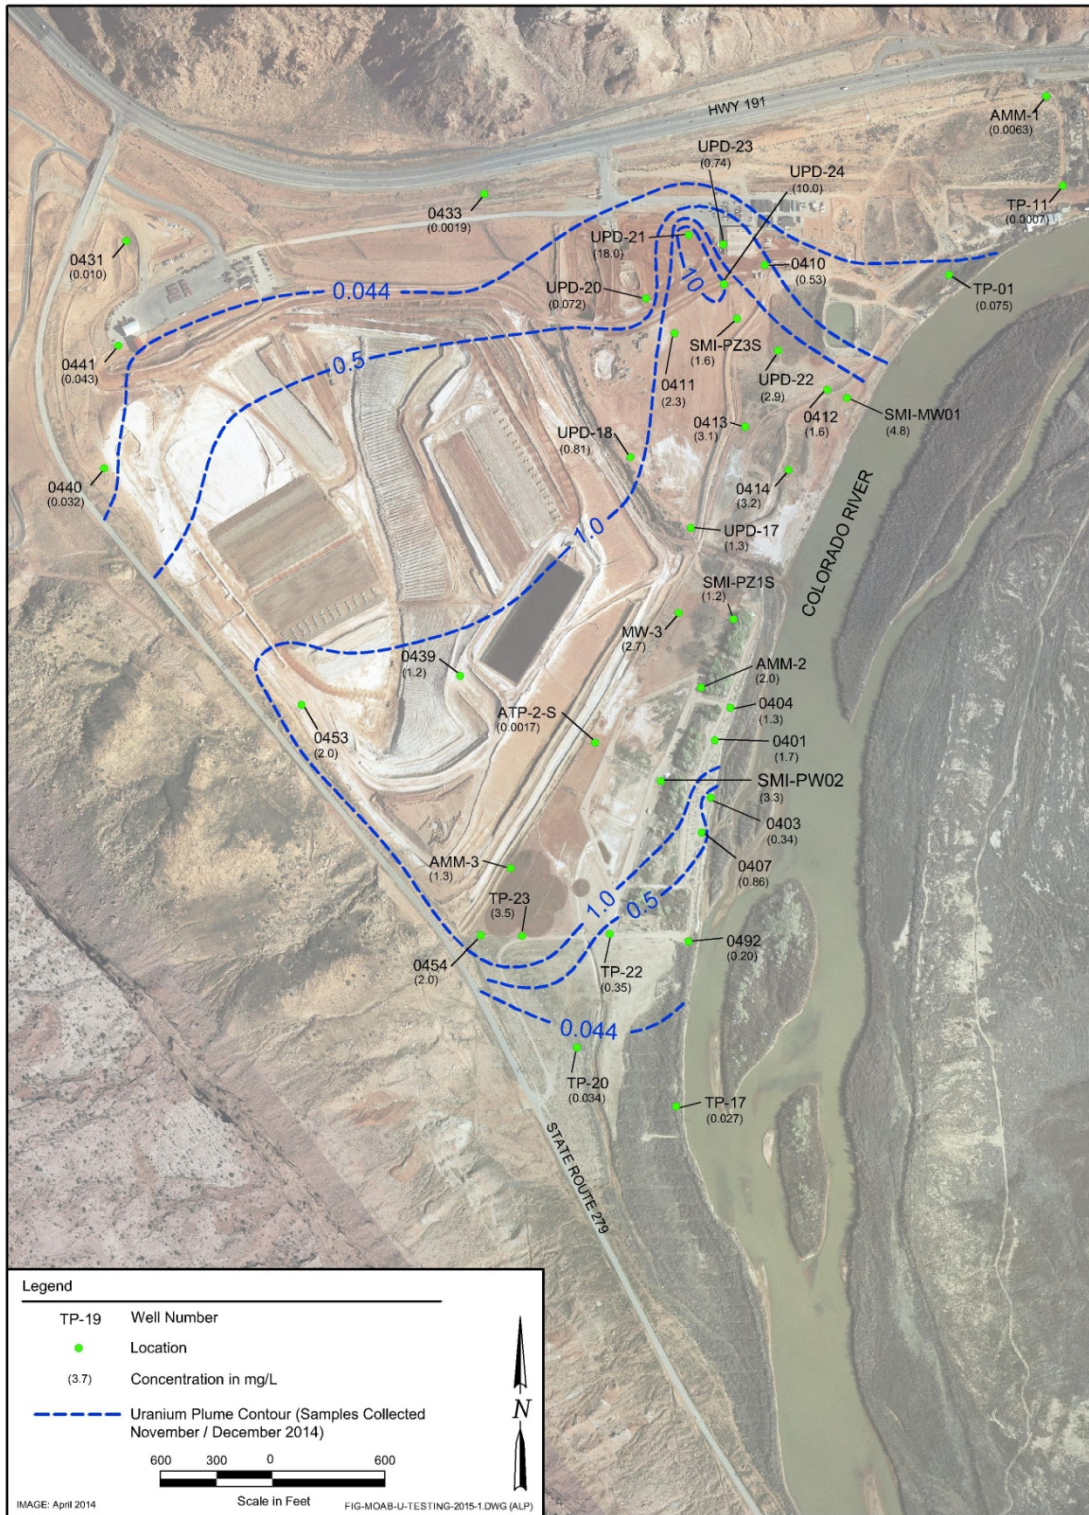 HWY 191
AMM-1
(0.0063)
UPD-23
(0.74)
UPD-24
(10.0)
TP-11
(0.0007)
0433
(0.0019)
0431
(0.010)
UPD-21
(18.0)
0410
(0.53)
TP-01
(0.075)
10
0.044
UPD-20
(0.072)
SMI-PZ3S
(1.6)
0441
(0.043)
0.5
0411
(2.3)
UPD-22
(2.9)
0412
(1.6)
SMI-MW01
(4.8)
0413
(3.1)
UPD-18
(0.81)
0440
(0.032)
0414
(3.2)
1.0
UPD-17
(1.3)
COLORADO RIVER
SMI-PZ1S
(1.2)
MW-3
(2.7)
0439
(1.2)
AMM-2
(2.0)
0404
(1.3)
ATP-2-S
(0.0017)
0453
(2.0)
0401
(1.7)
SMI-PW02
(3.3)
0403
(0.34)
0407
(0.86)
AMM-3
(1.3)
TP-23
(3.5)
1.0
0.5
0454
(2.0)
TP-22
(0.35)
0492
(0.20)
0.044
TP-20
(0.034)
TP-17
(0.027)
STATE ROUTE 279
Legend
TP-19 Well Number
Location
(3.7) Concentration in mg/L
Uranium Plume Contour (Samples Collected
November / December 2014)
N
600 300 0 600
Scale in Feet
IMAGE: April 2014
FIG-MOAB-U-TESTING-2015-1.DWG (ALP)